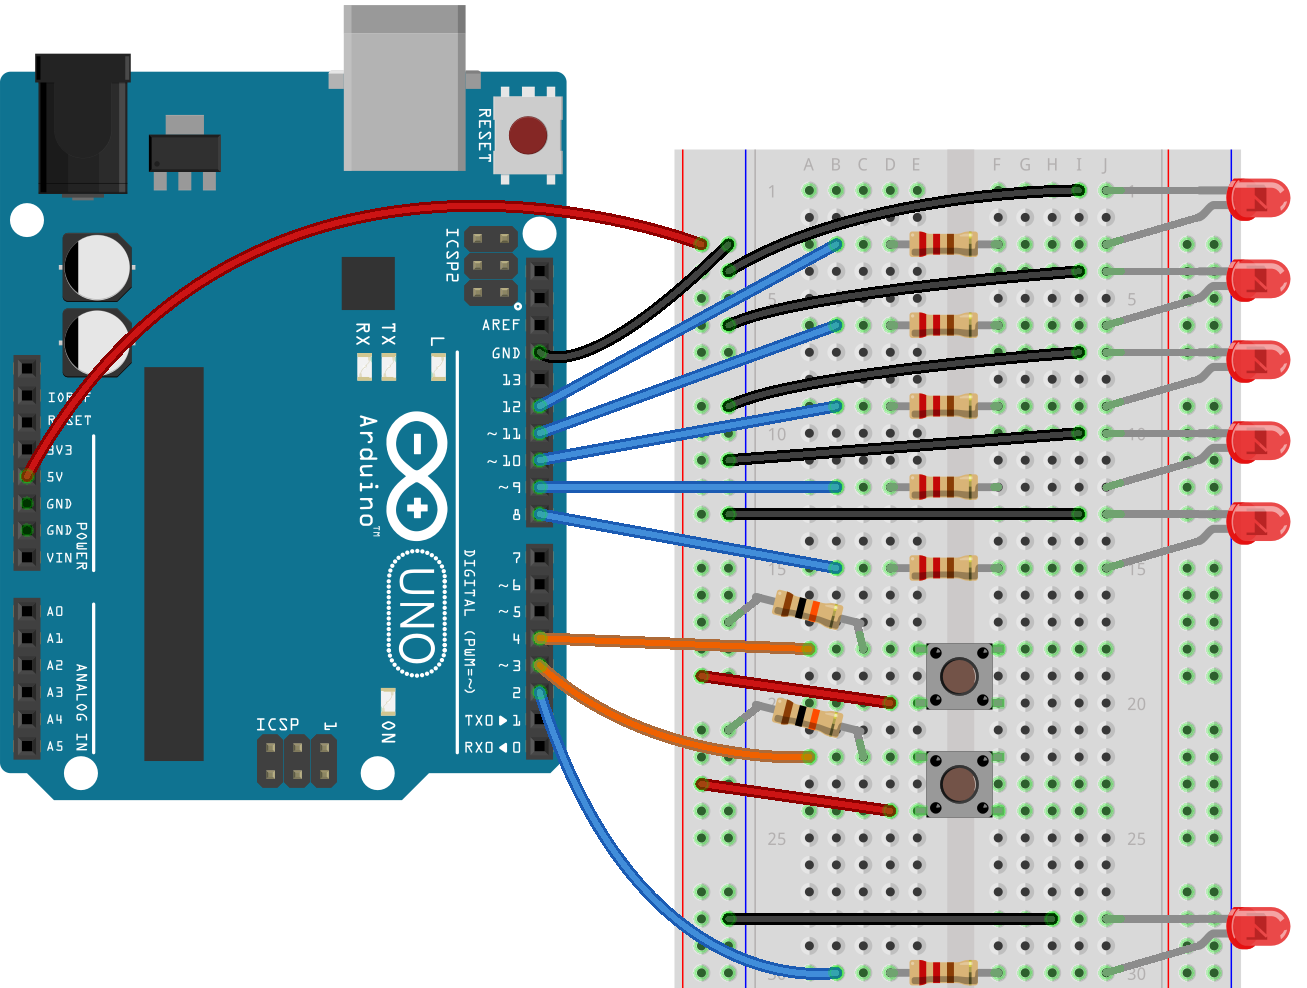 RESET
ICSP2
AREF
GND
13
12
~11
~10
~9
8
7
~6
~5
4
~3
2
TX0▶1
RX0◀0
DIGITAL (PWM=~)
RX
TX
L
Arduino™
UNO
ON
ICSP
1
IOREF
RESET
3V3
5V
GND
GND
VIN
POWER
A0
A1
A2
A3
A4
A5
ANALOG IN
A B C D E F G H I J
1 1
5 5
10 10
15 15
20 20
25 25
30 30